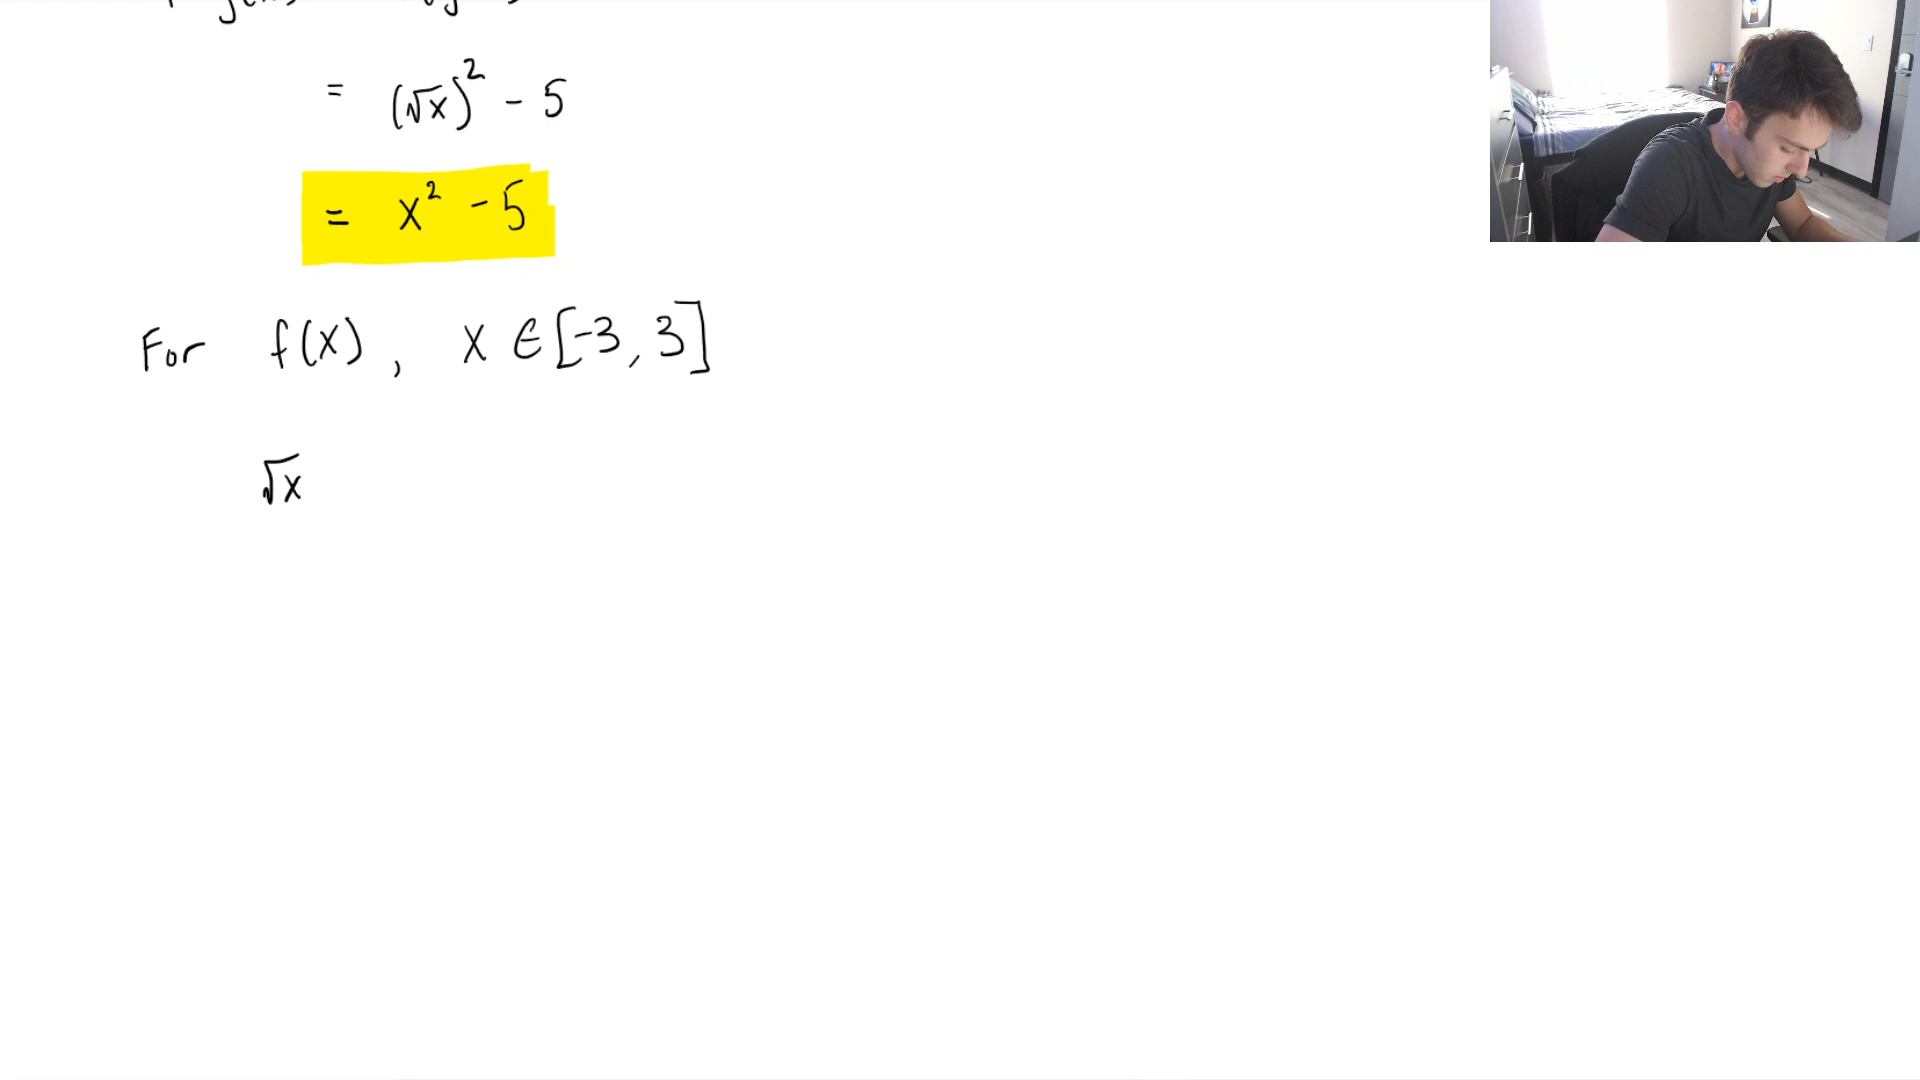 = (√x)² - 5
= x² - 5
For f(x), x ∈ [-3, 3]
√x